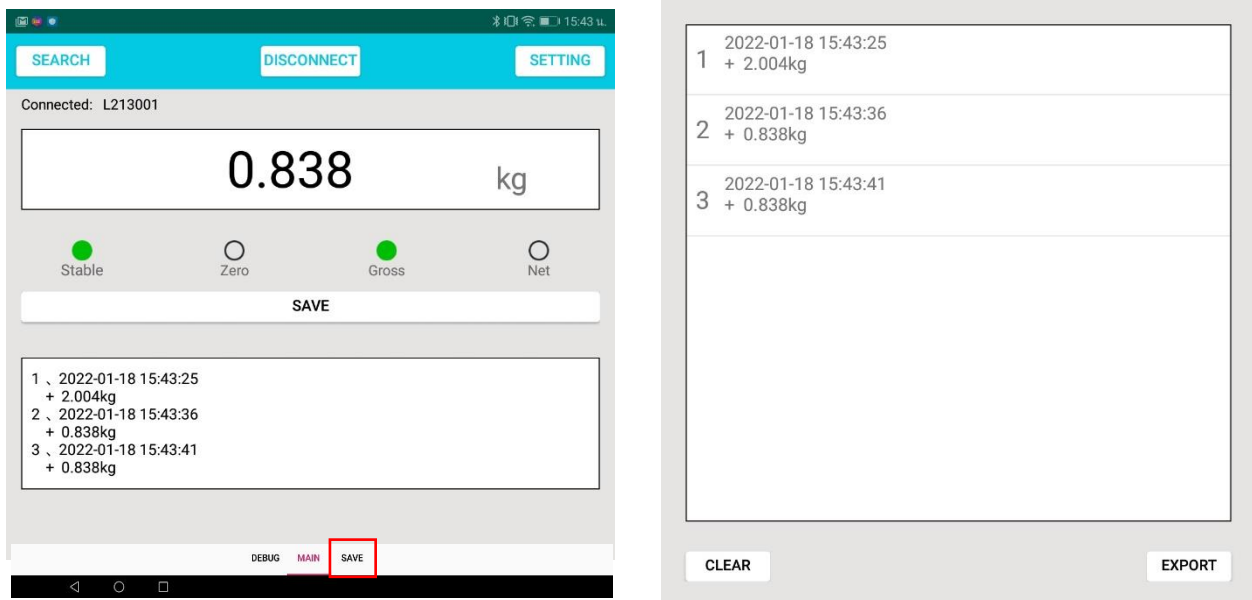 15:43 น.
SEARCH DISCONNECT SETTING
Connected: L213001
0.838 kg
Stable Zero Gross Net
SAVE
1 、2022-01-18 15:43:25
+ 2.004kg
2 、2022-01-18 15:43:36
+ 0.838kg
3 、2022-01-18 15:43:41
+ 0.838kg
DEBUG MAIN SAVE
1 2022-01-18 15:43:25
+ 2.004kg
2 2022-01-18 15:43:36
+ 0.838kg
3 2022-01-18 15:43:41
+ 0.838kg
CLEAR EXPORT